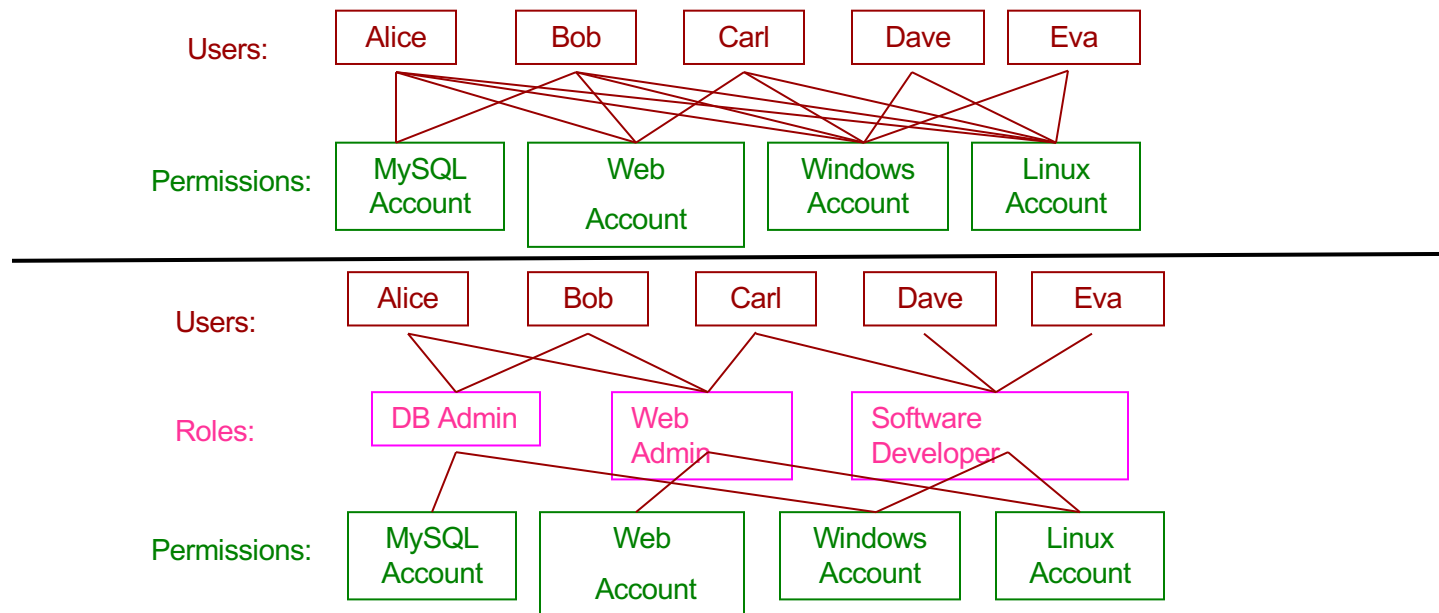 Users:
Alice
Bob
Carl
Dave
Eva
Permissions:
MySQL
Account
Web
Account
Windows
Account
Linux
Account
Users:
Alice
Bob
Carl
Dave
Eva
Roles:
DB Admin
Web
Admin
Software
Developer
Permissions:
MySQL
Account
Web
Account
Windows
Account
Linux
Account